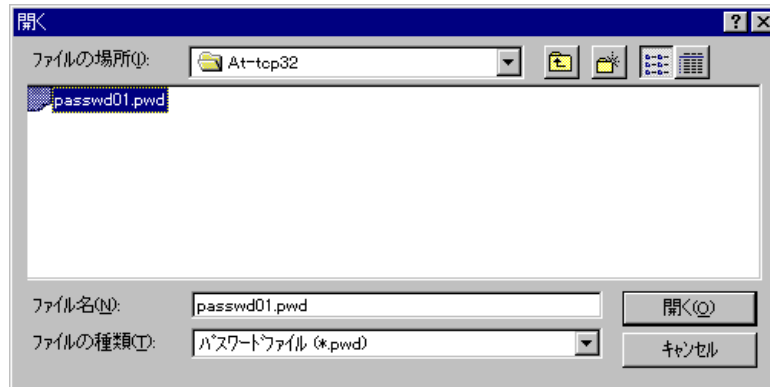 開く
ﾌｧｲﾙの場所(I):
At-tcp32
passwd01.pwd
ﾌｧｲﾙ名(N):
passwd01.pwd
開く(O)
ﾌｧｲﾙの種類(T):
ﾊﾟｽﾜｰﾄﾞﾌｧｲﾙ (*.pwd)
ｷｬﾝｾﾙ